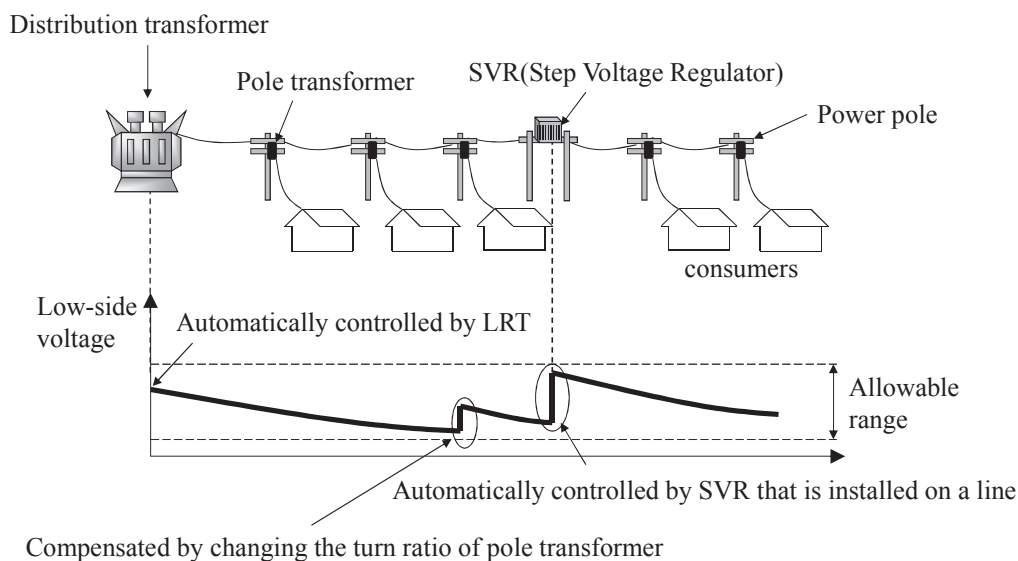 Distribution transformer
Pole transformer
SVR(Step Voltage Regulator)
Power pole
consumers
Low-side
voltage
Automatically controlled by LRT
Allowable
range
Automatically controlled by SVR that is installed on a line
Compensated by changing the turn ratio of pole transformer